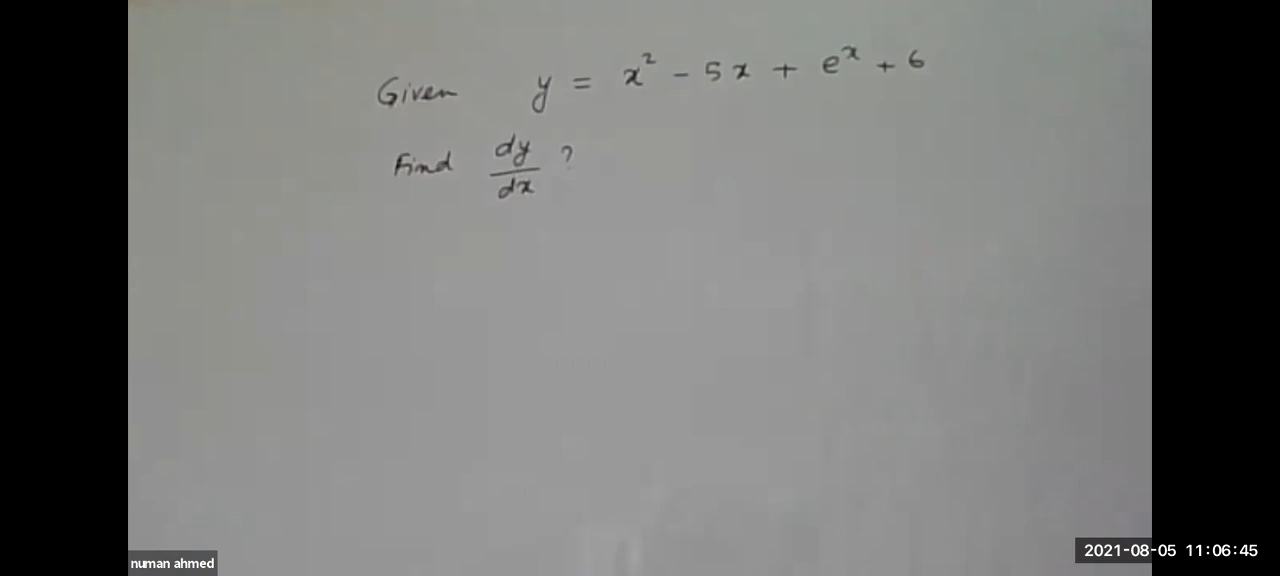 Given y = x² - 5x + eˣ + 6
Find dy/dx ?
numan ahmed
2021-08-05 11:06:45